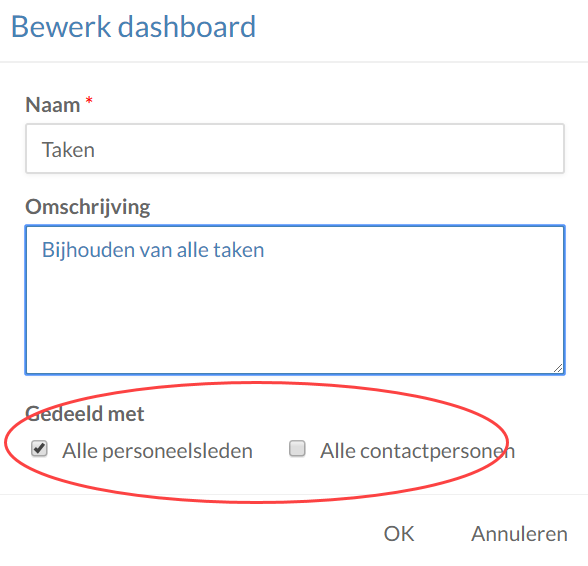 Bewerk dashboard
Naam *
Taken
Omschrijving
Bijhouden van alle taken
Gedeeld met
Alle personeelsleden Alle contactpersonen
OK Annuleren